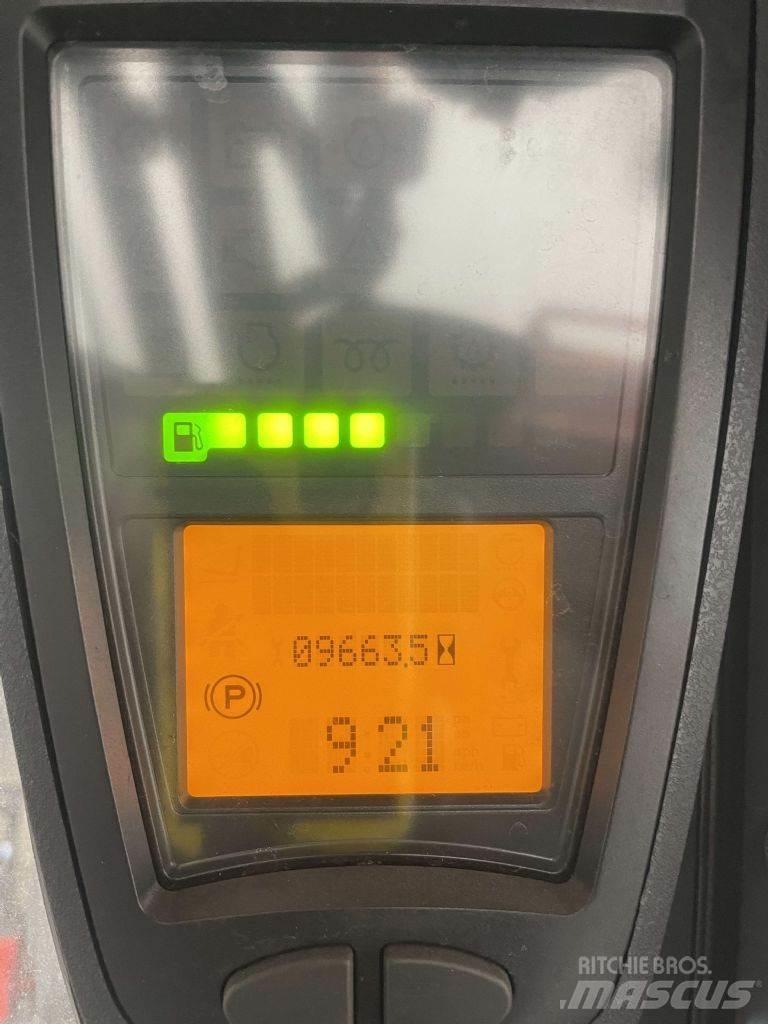 09663.5
P
9 21
RITCHIE BROS.
MASCUS